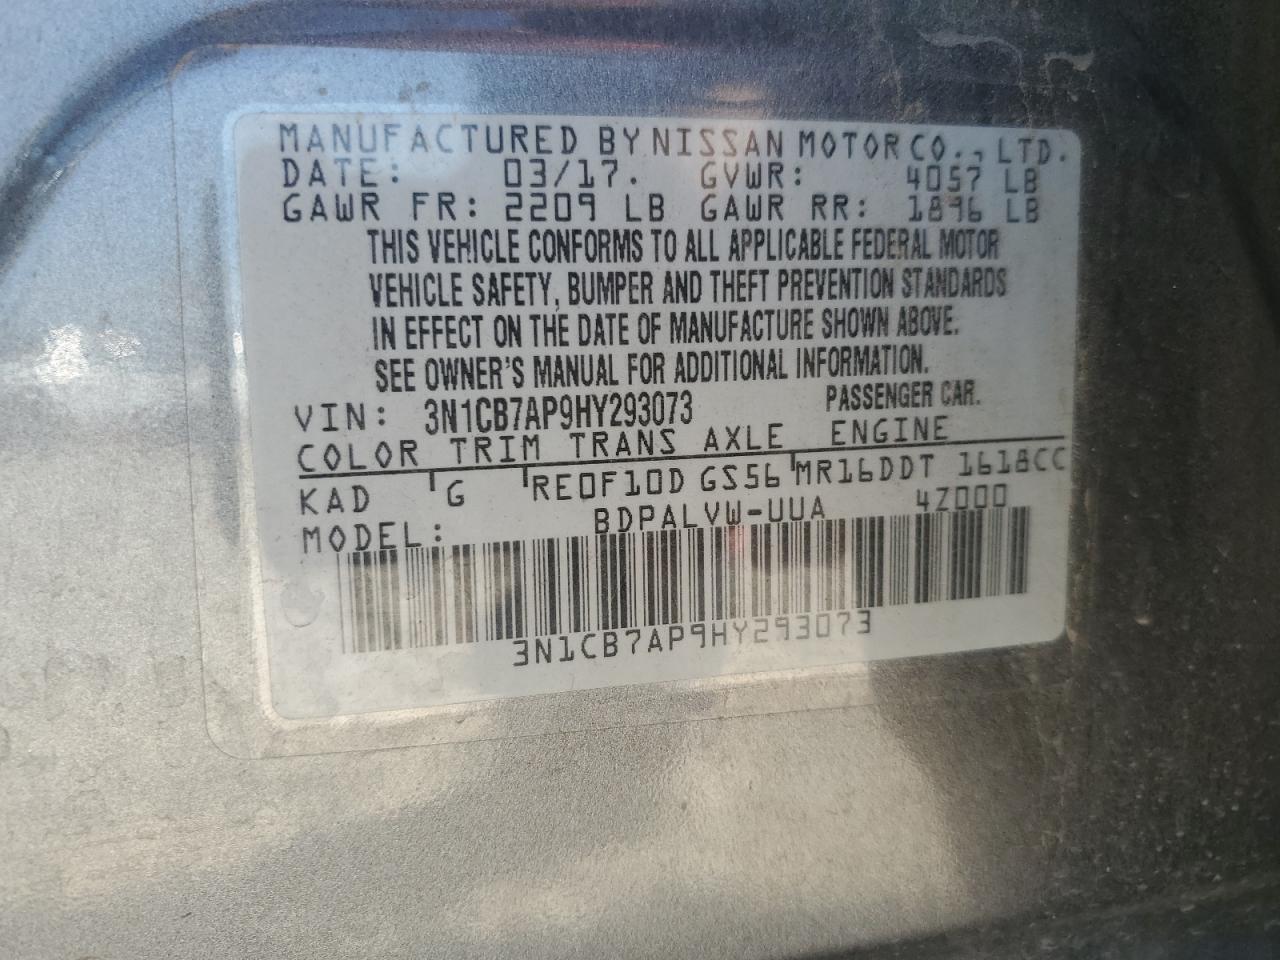 MANUFACTURED BY NISSAN MOTOR CO., LTD.
DATE: 03/17. GVWR: 4057 LB
GAWR FR: 2209 LB GAWR RR: 1896 LB
THIS VEHICLE CONFORMS TO ALL APPLICABLE FEDERAL MOTOR
VEHICLE SAFETY, BUMPER AND THEFT PREVENTION STANDARDS
IN EFFECT ON THE DATE OF MANUFACTURE SHOWN ABOVE.
SEE OWNER'S MANUAL FOR ADDITIONAL INFORMATION.
VIN: 3N1CB7AP9HY293073 PASSENGER CAR.
COLOR TRIM TRANS AXLE ENGINE
KAD G RE0F10D GS56 MR16DDT 1618CC
MODEL: BDPALVW-UUA 4Z000
3N1CB7AP9HY293073